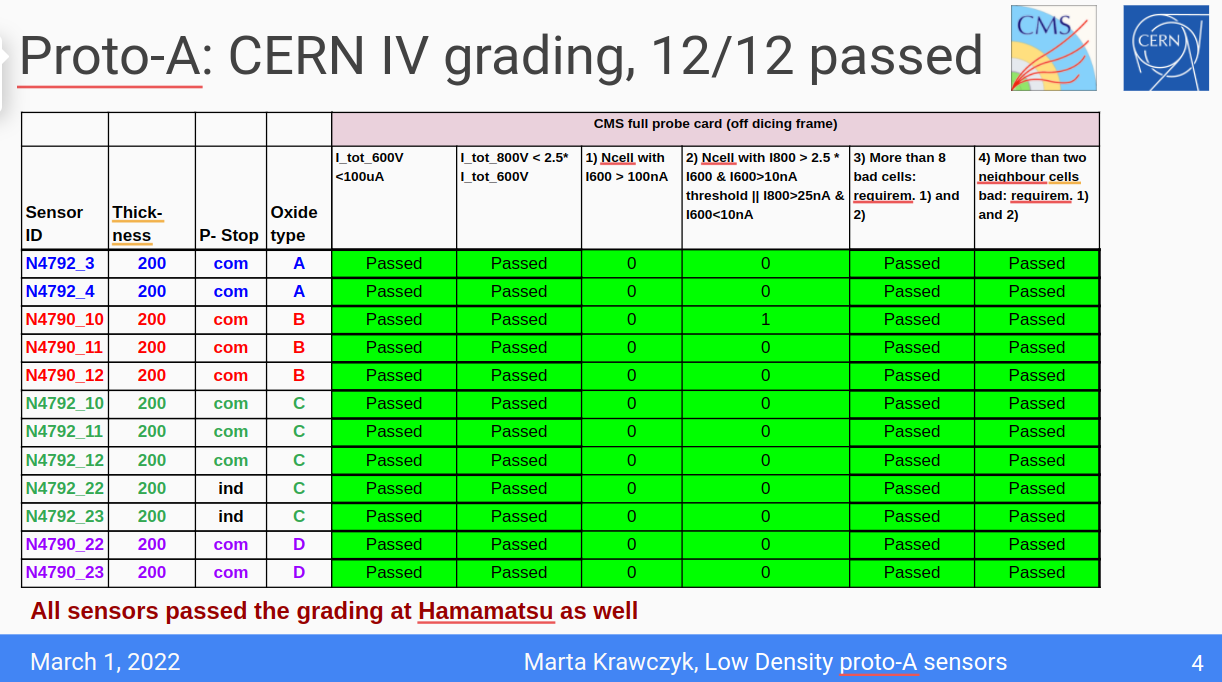 Proto-A: CERN IV grading, 12/12 passed
CMS
CERN
CMS full probe card (off dicing frame)
Sensor ID
Thick-ness
P- Stop
Oxide type
I_tot_600V <100uA
I_tot_800V < 2.5* I_tot_600V
1) Ncell with I600 > 100nA
2) Ncell with I800 > 2.5 * I600 & I600>10nA threshold || I800>25nA & I600<10nA
3) More than 8 bad cells: requirem. 1) and 2)
4) More than two neighbour cells bad: requirem. 1) and 2)
N4792_3 200 com A Passed Passed 0 0 Passed Passed
N4792_4 200 com A Passed Passed 0 0 Passed Passed
N4790_10 200 com B Passed Passed 0 1 Passed Passed
N4790_11 200 com B Passed Passed 0 0 Passed Passed
N4790_12 200 com B Passed Passed 0 0 Passed Passed
N4792_10 200 com C Passed Passed 0 0 Passed Passed
N4792_11 200 com C Passed Passed 0 0 Passed Passed
N4792_12 200 com C Passed Passed 0 0 Passed Passed
N4792_22 200 ind C Passed Passed 0 0 Passed Passed
N4792_23 200 ind C Passed Passed 0 0 Passed Passed
N4790_22 200 com D Passed Passed 0 0 Passed Passed
N4790_23 200 com D Passed Passed 0 0 Passed Passed
All sensors passed the grading at Hamamatsu as well
March 1, 2022
Marta Krawczyk, Low Density proto-A sensors
4